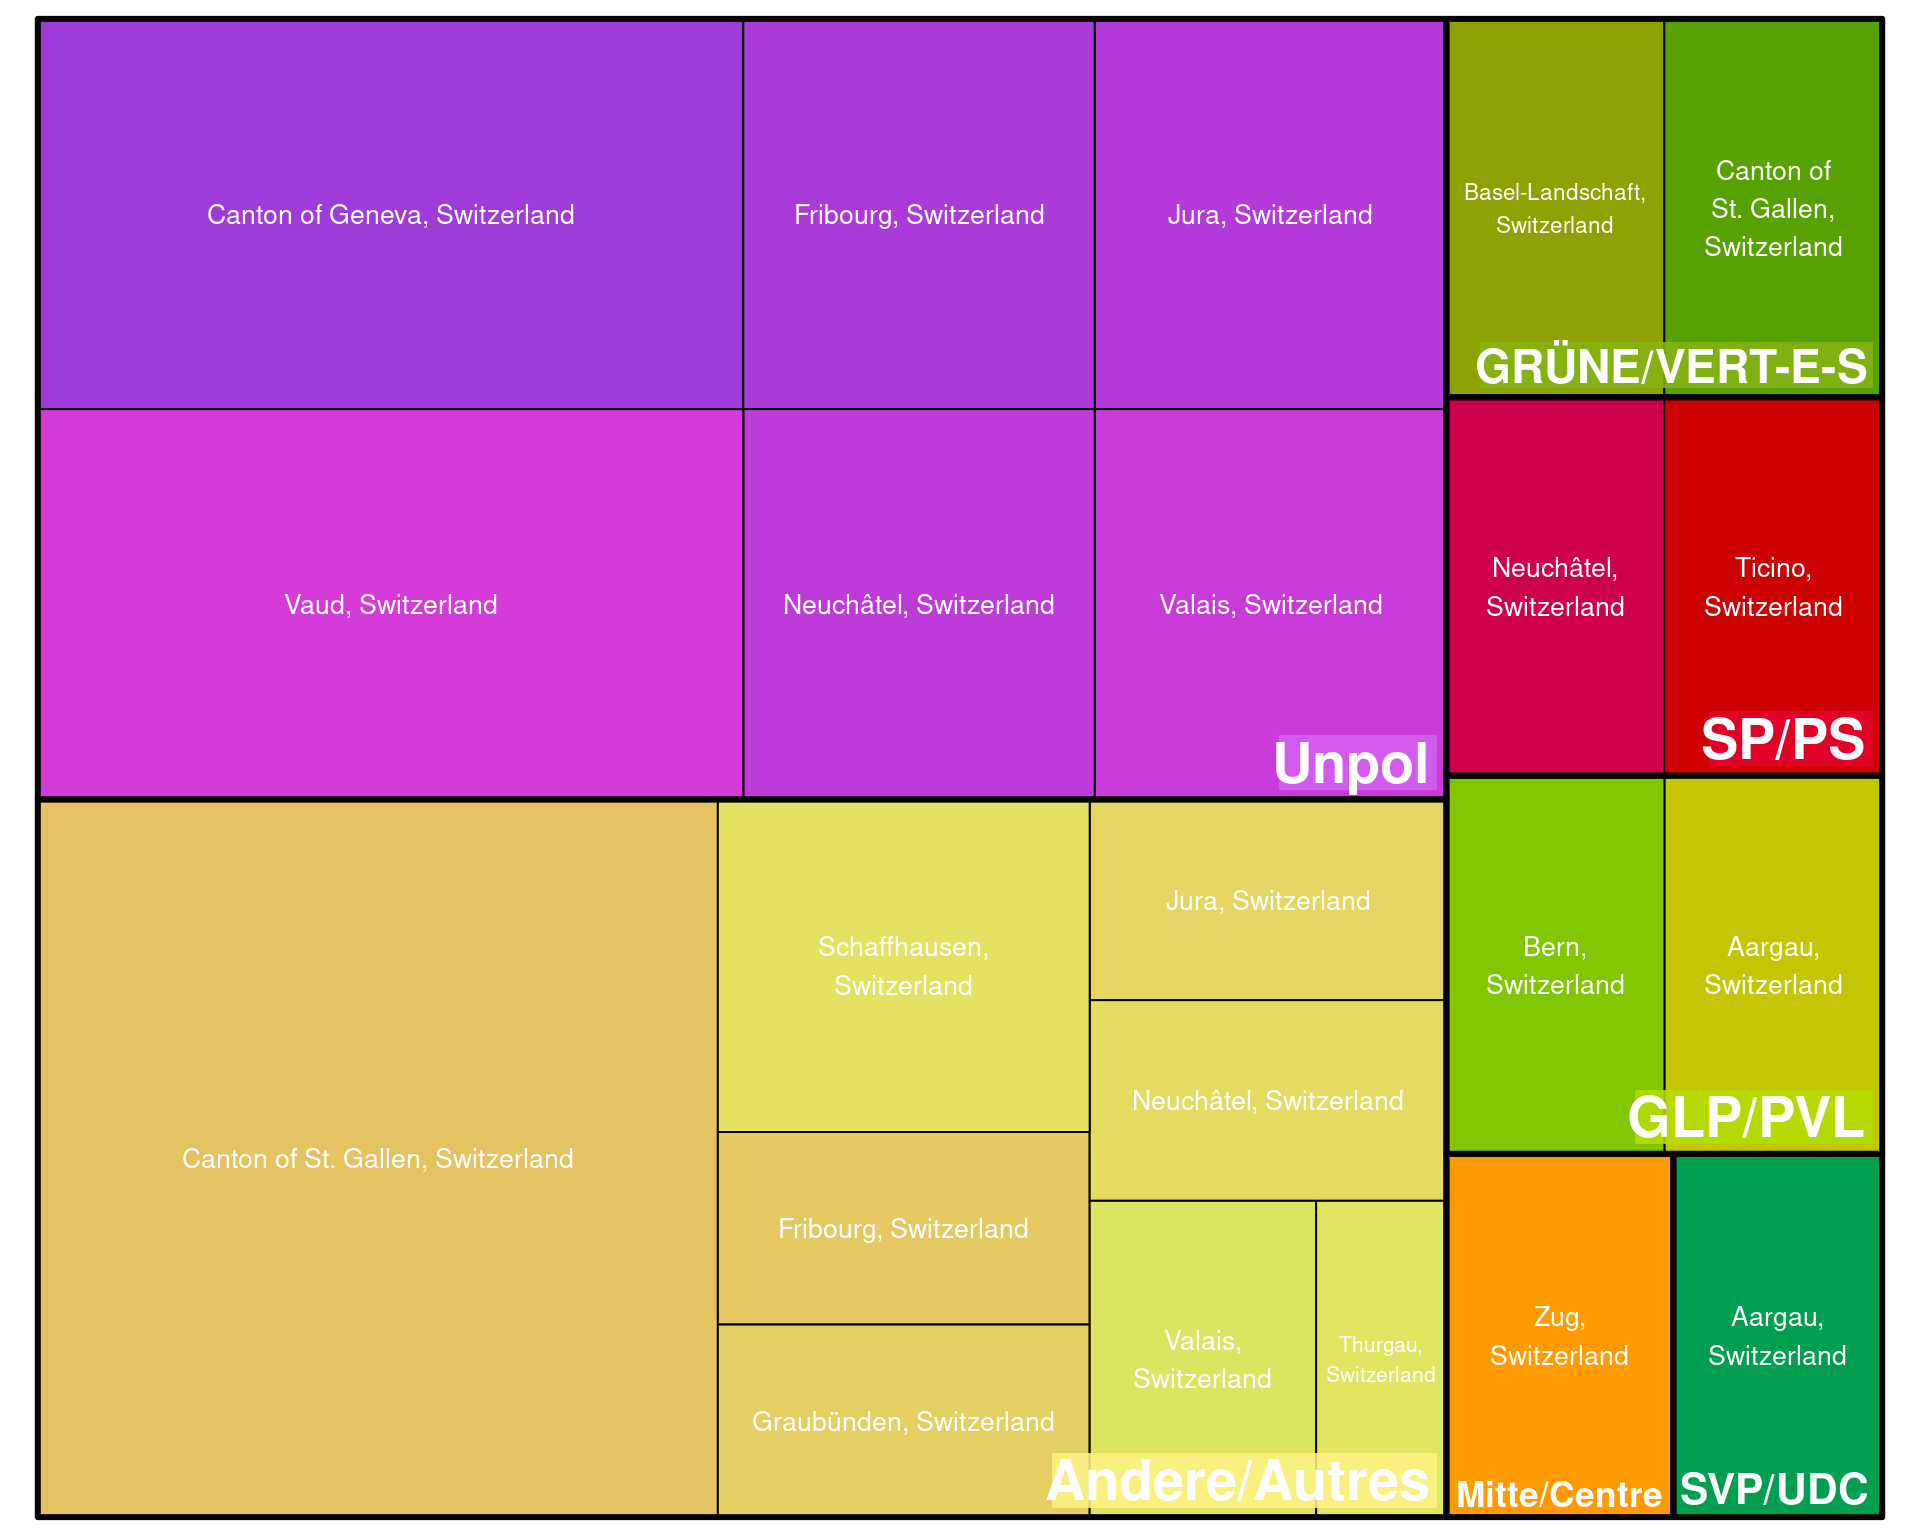 Canton of Geneva, Switzerland
Fribourg, Switzerland
Jura, Switzerland
Vaud, Switzerland
Neuchâtel, Switzerland
Valais, Switzerland
Unpol
Canton of St. Gallen, Switzerland
Schaffhausen,
Switzerland
Fribourg, Switzerland
Graubünden, Switzerland
Jura, Switzerland
Neuchâtel, Switzerland
Valais,
Switzerland
Thurgau,
Switzerland
Andere/Autres
Basel-Landschaft,
Switzerland
Canton of
St. Gallen,
Switzerland
GRÜNE/VERT-E-S
Neuchâtel,
Switzerland
Ticino,
Switzerland
SP/PS
Bern,
Switzerland
Aargau,
Switzerland
GLP/PVL
Zug,
Switzerland
Mitte/Centre
Aargau,
Switzerland
SVP/UDC